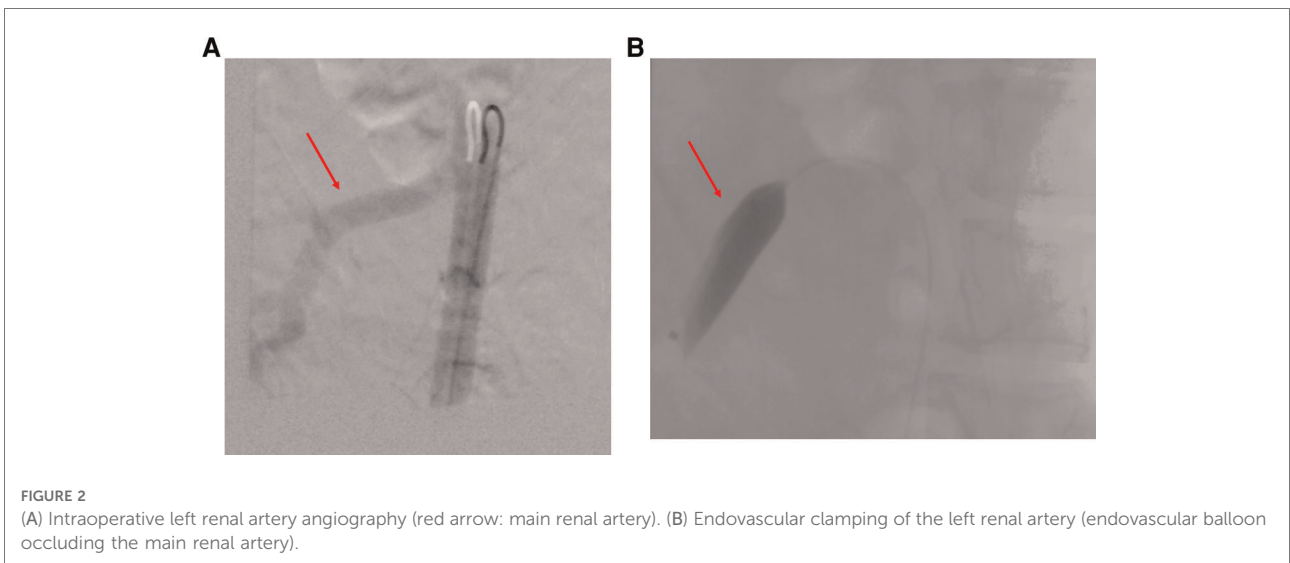 A
B
FIGURE 2
(A) Intraoperative left renal artery angiography (red arrow: main renal artery). (B) Endovascular clamping of the left renal artery (endovascular balloon
occluding the main renal artery).